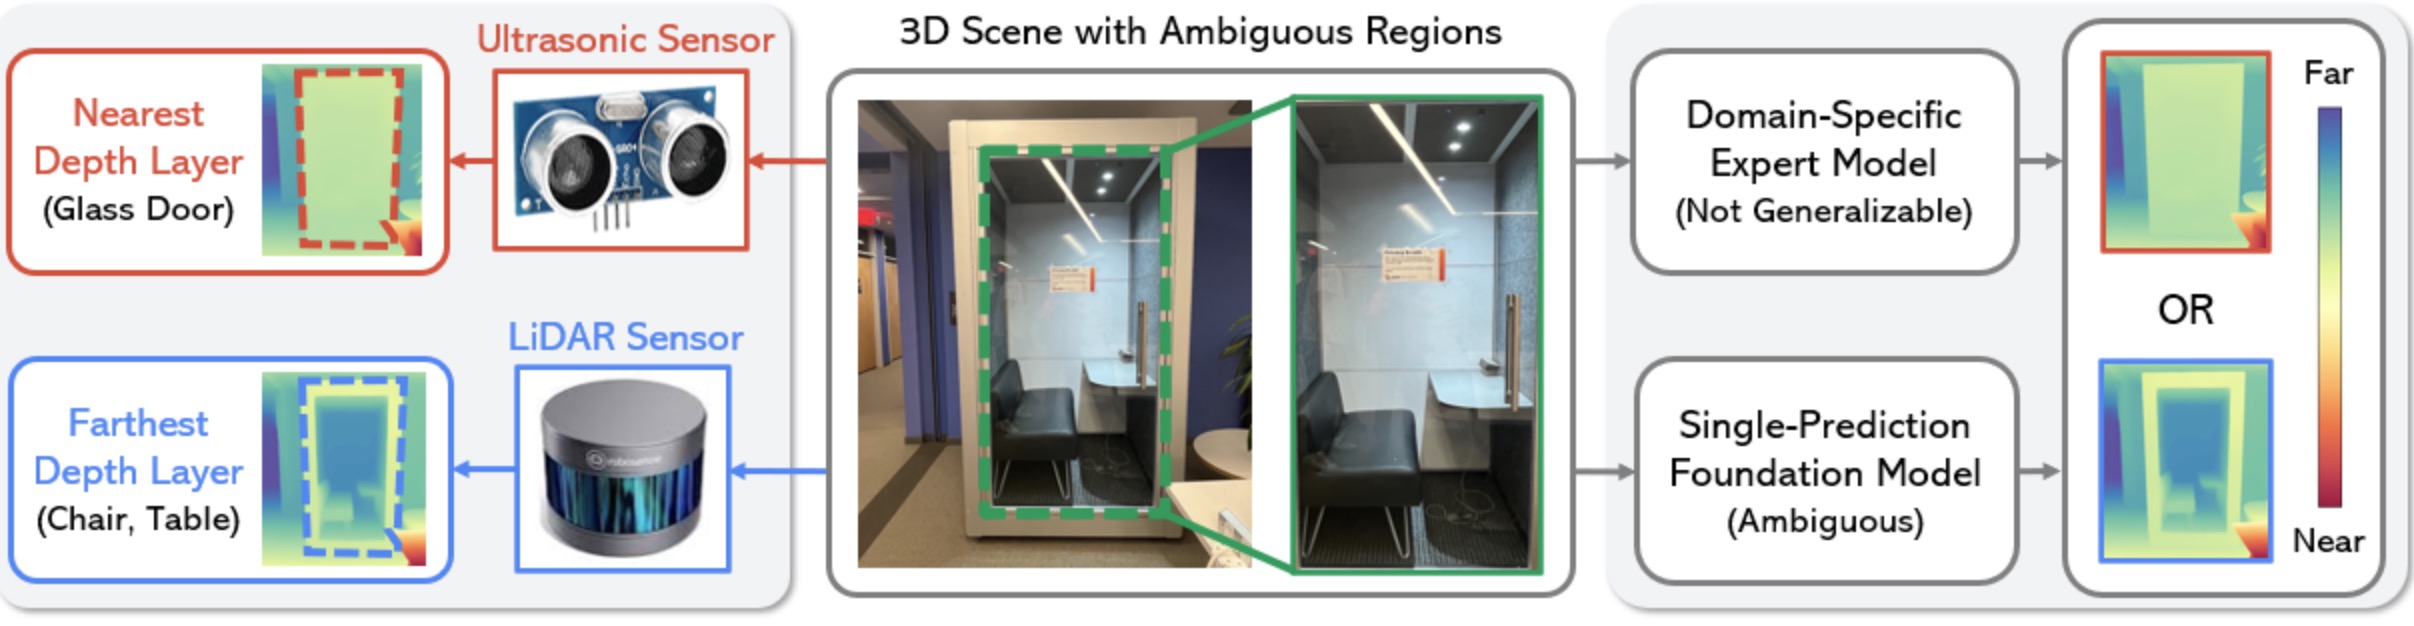 3D Scene with Ambiguous Regions
Ultrasonic Sensor
Nearest
Depth Layer
(Glass Door)
LiDAR Sensor
Farthest
Depth Layer
(Chair, Table)
robosense
Domain-Specific
Expert Model
(Not Generalizable)
Single-Prediction
Foundation Model
(Ambiguous)
Far
OR
Near